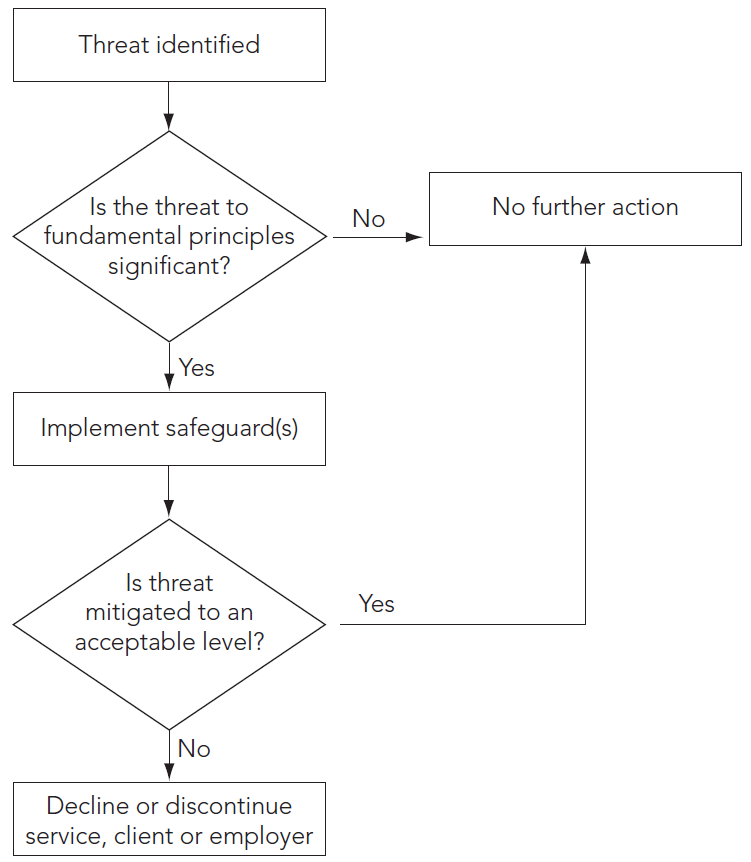 Threat identified
Is the threat to
fundamental principles
significant?
No
No further action
Yes
Implement safeguard(s)
Is threat
mitigated to an
acceptable level?
Yes
No
Decline or discontinue
service, client or employer